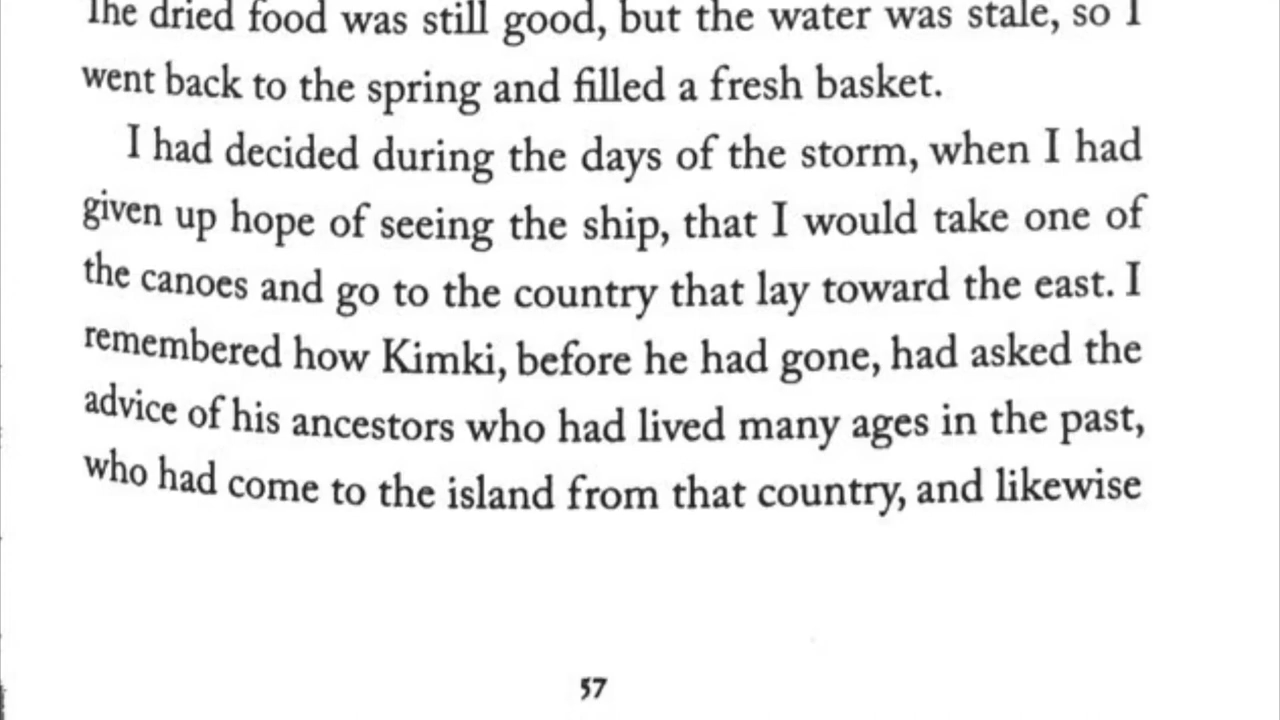 The dried food was still good, but the water was stale, so I
went back to the spring and filled a fresh basket.
I had decided during the days of the storm, when I had
given up hope of seeing the ship, that I would take one of
the canoes and go to the country that lay toward the east. I
remembered how Kimki, before he had gone, had asked the
advice of his ancestors who had lived many ages in the past,
who had come to the island from that country, and likewise
57